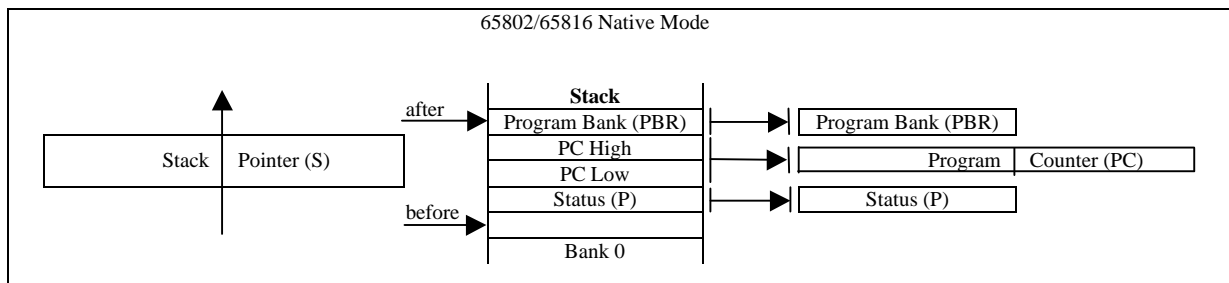 65802/65816 Native Mode
Stack
after
Program Bank (PBR)
Program Bank (PBR)
Stack Pointer (S)
PC High
Program Counter (PC)
PC Low
Status (P)
Status (P)
before
Bank 0